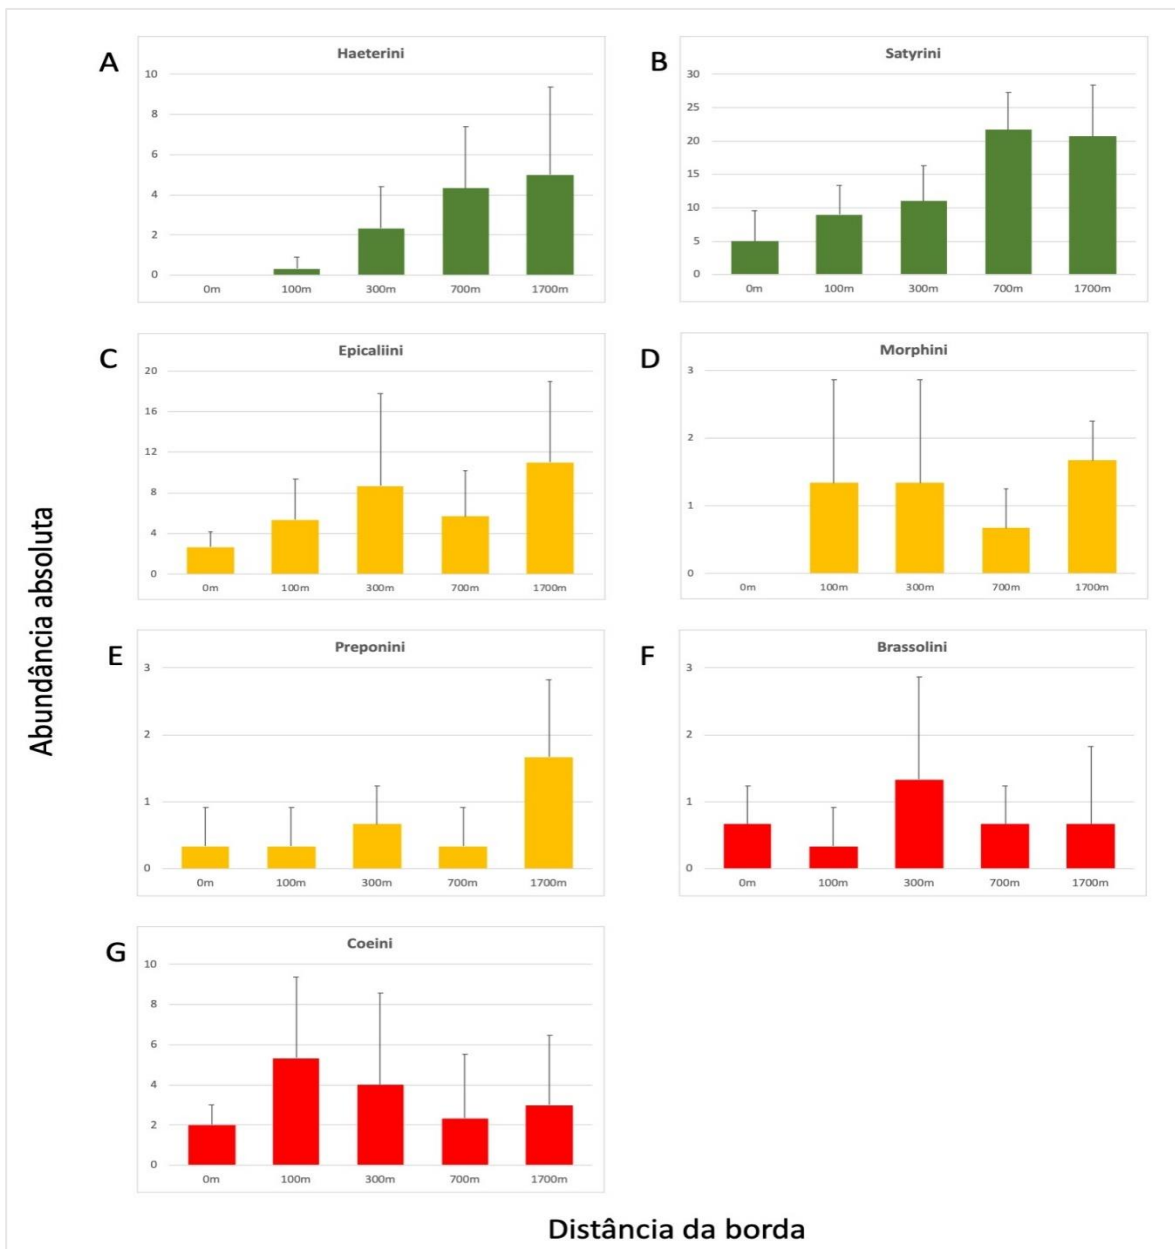 A
Haeterini
10
8
6
4
2
0
0m 100m 300m 700m 1700m
B
Satyrini
30
25
20
15
10
5
0
0m 100m 300m 700m 1700m
C
Epicaliini
20
16
12
8
4
0
0m 100m 300m 700m 1700m
D
Morphini
3
2
1
0
0m 100m 300m 700m 1700m
E
Preponini
3
2
1
0
0m 100m 300m 700m 1700m
F
Brassolini
3
2
1
0
0m 100m 300m 700m 1700m
G
Coeini
10
8
6
4
2
0
0m 100m 300m 700m 1700m
Abundância absoluta
Distância da borda